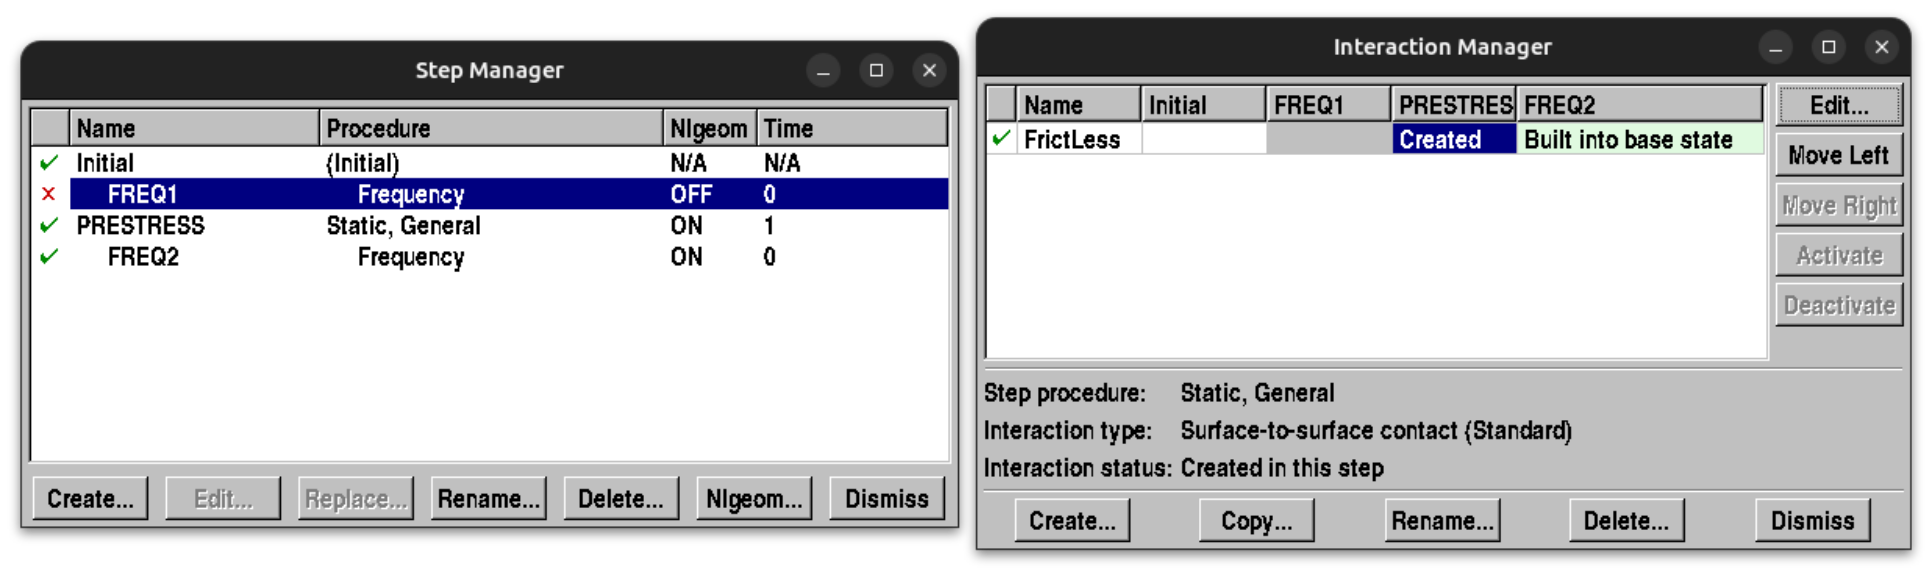 Step Manager
Name Procedure Nlgeom Time
Initial (Initial) N/A N/A
FREQ1 Frequency OFF 0
PRESTRESS Static, General ON 1
FREQ2 Frequency ON 0
Create... Edit... Replace... Rename... Delete... Nlgeom... Dismiss
Interaction Manager
Name Initial FREQ1 PRESTRES FREQ2
FrictLess Created Built into base state
Edit...
Move Left
Move Right
Activate
Deactivate
Step procedure: Static, General
Interaction type: Surface-to-surface contact (Standard)
Interaction status: Created in this step
Create... Copy... Rename... Delete... Dismiss